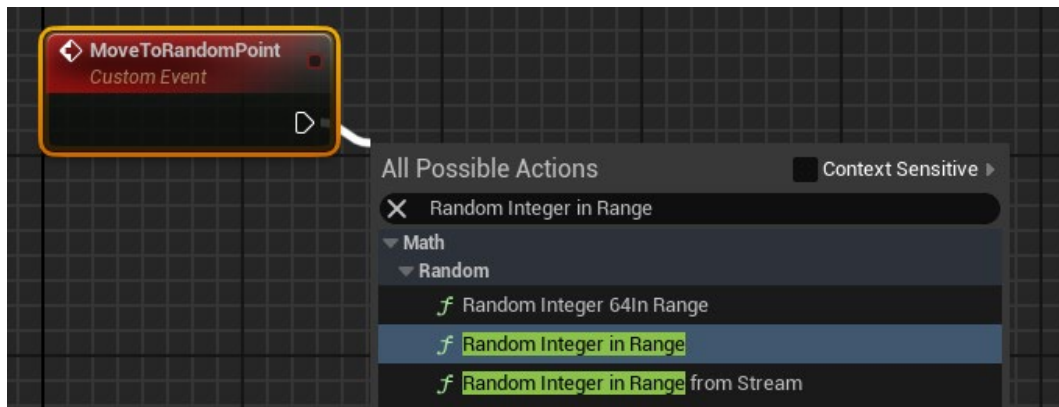 MoveToRandomPoint
Custom Event
All Possible Actions
Context Sensitive
Random Integer in Range
Math
Random
Random Integer 64In Range
Random Integer in Range
Random Integer in Range from Stream